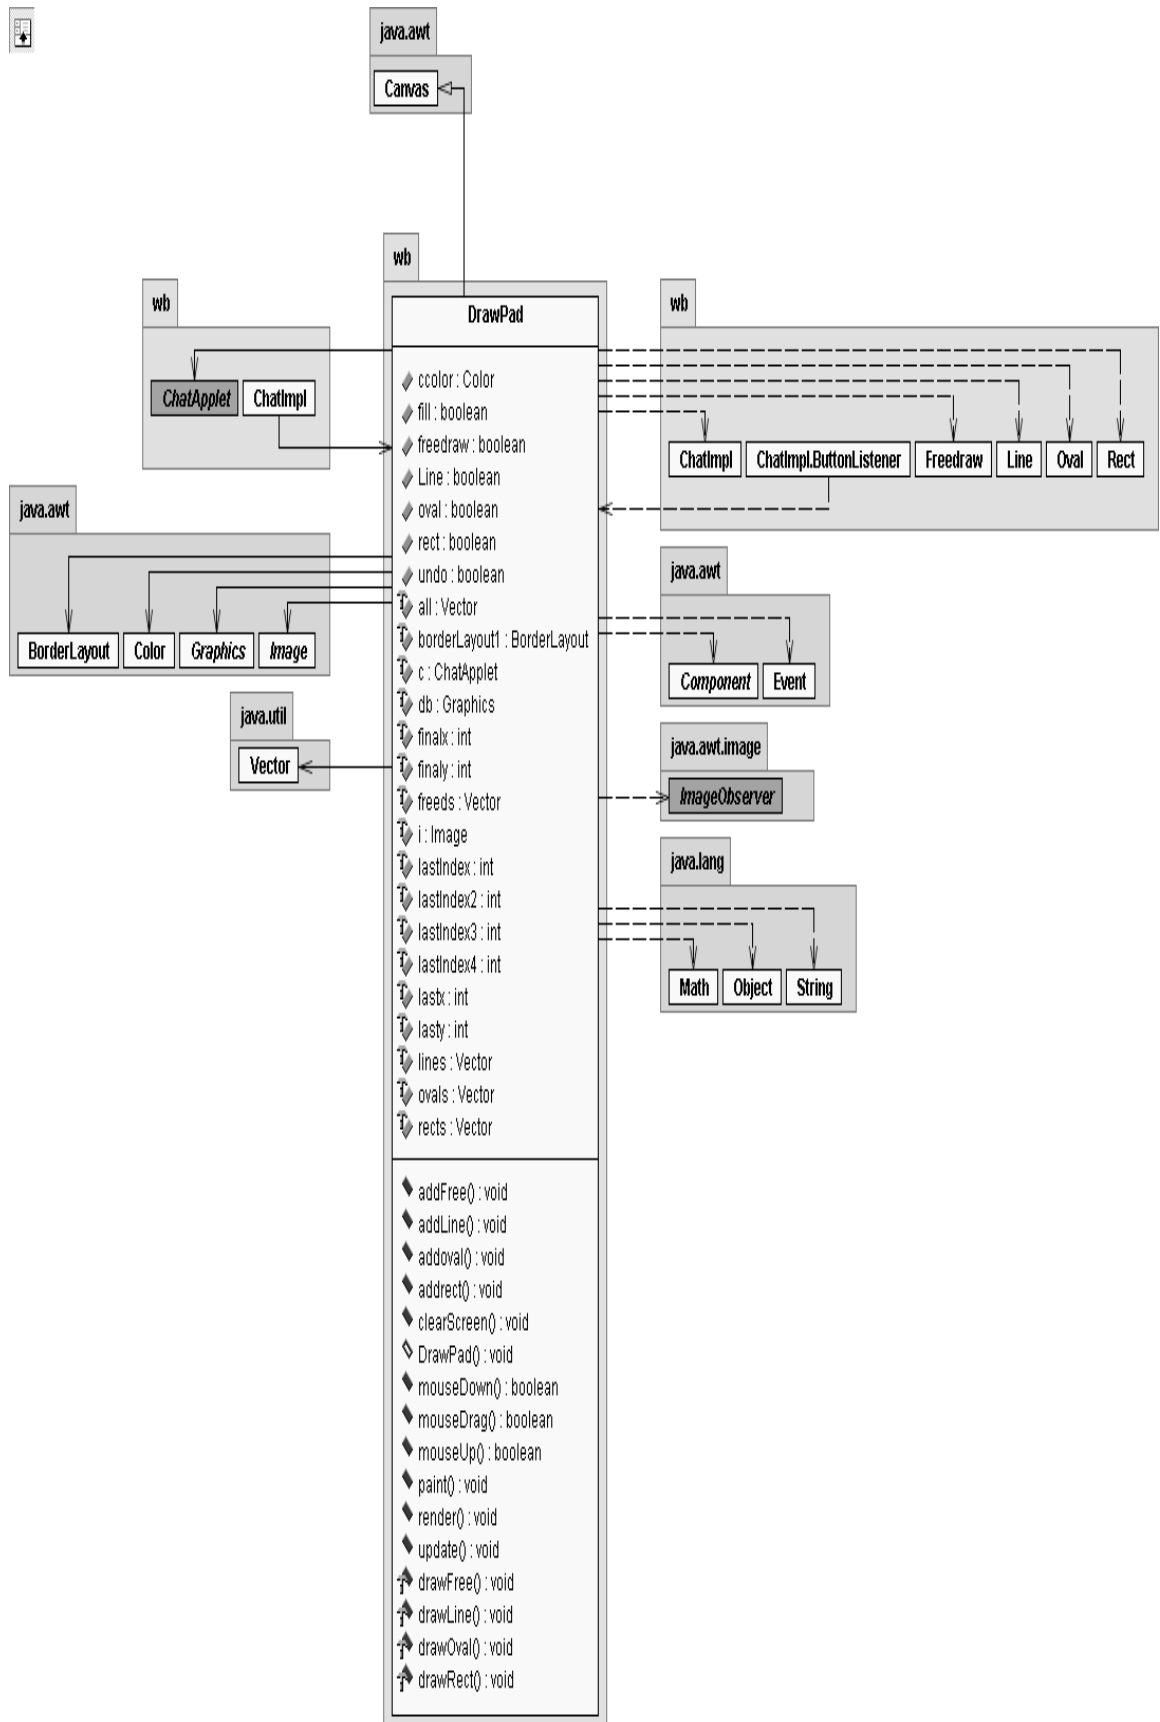 java.awt
Canvas
wb
DrawPad
ccolor : Color
fill : boolean
freedraw : boolean
Line : boolean
oval : boolean
rect : boolean
undo : boolean
all : Vector
borderLayout1 : BorderLayout
c : ChatApplet
db : Graphics
finalx : int
finaly : int
freeds : Vector
i : Image
lastIndex : int
lastIndex2 : int
lastIndex3 : int
lastIndex4 : int
lastx : int
lasty : int
lines : Vector
ovals : Vector
rects : Vector
addFree() : void
addLine() : void
addoval() : void
addrect() : void
clearScreen() : void
DrawPad() : void
mouseDown() : boolean
mouseDrag() : boolean
mouseUp() : boolean
paint() : void
render() : void
update() : void
drawFree() : void
drawLine() : void
drawOval() : void
drawRect() : void
wb
ChatApplet ChatImpl
java.awt
BorderLayout Color Graphics Image
java.util
Vector
wb
ChatImpl ChatImpl.ButtonListener Freedraw Line Oval Rect
java.awt
Component Event
java.awt.image
ImageObserver
java.lang
Math Object String